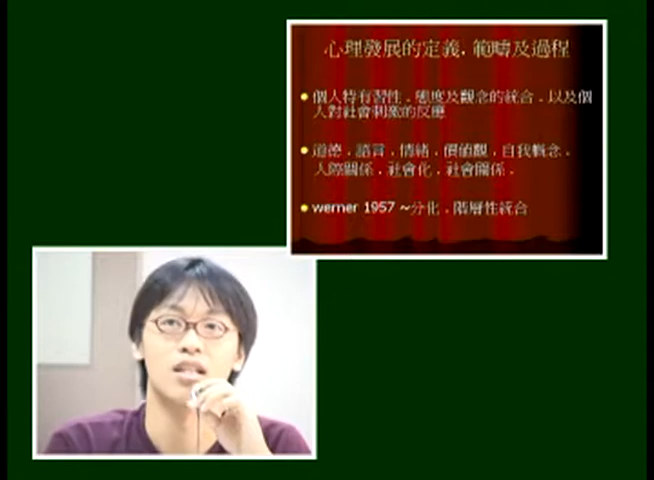 心理發展的定義．範疇及過程
個人特有習性．態度及觀念的統合．以及個
人對社會刺激的反應
道德．語言．情緒．價值觀．自我概念．
人際關係．社會化．社會關係．
werner 1957 ~分化．階層性統合